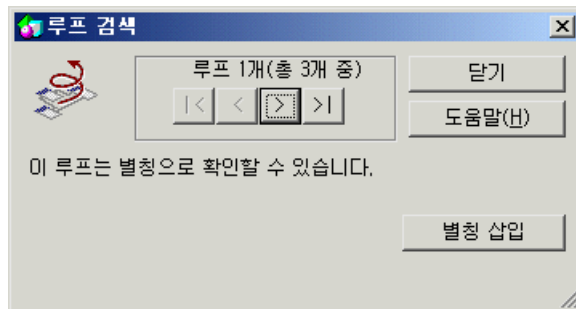 루프 검색
루프 1개(총 3개 중)
|< < > >|
닫기
도움말(H)
이 루프는 별칭으로 확인할 수 있습니다.
별칭 삽입